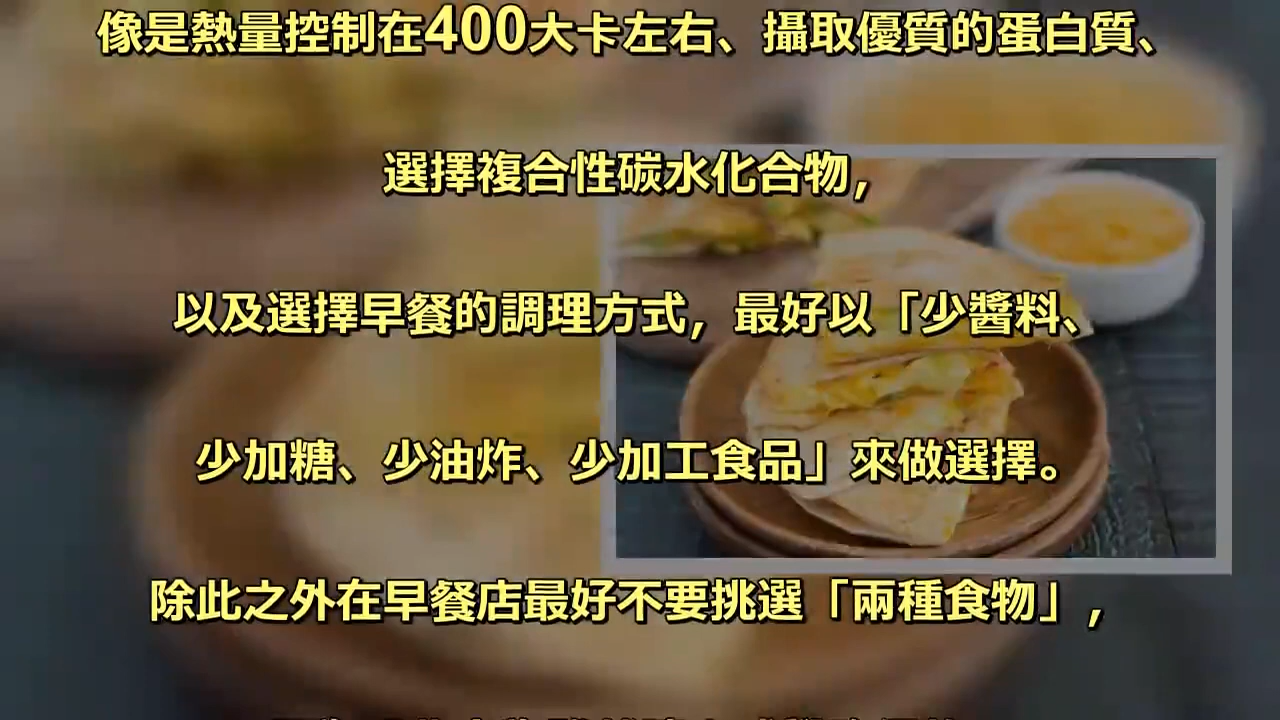 像是熱量控制在400大卡左右、攝取優質的蛋白質、
選擇複合性碳水化合物，
以及選擇早餐的調理方式，最好以「少醬料、
少加糖、少油炸、少加工食品」來做選擇。
除此之外在早餐店最好不要挑選「兩種食物」，